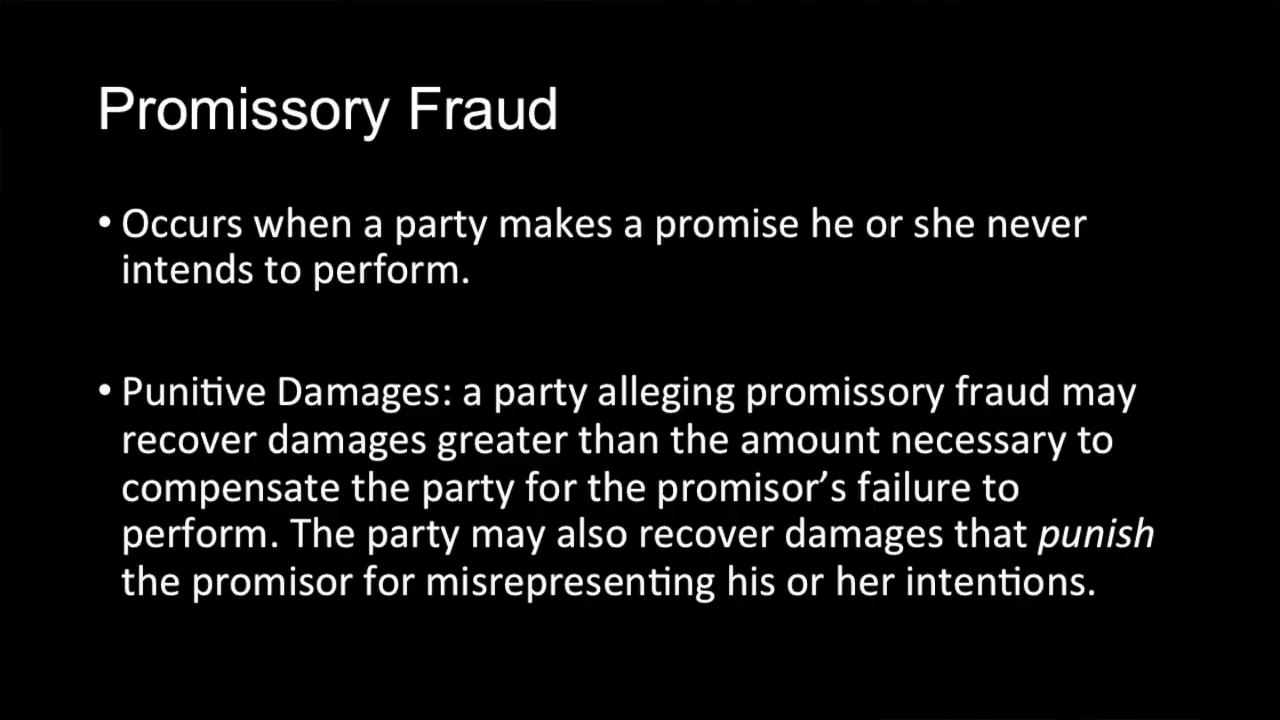 Promissory Fraud
• Occurs when a party makes a promise he or she never
intends to perform.
• Punitive Damages: a party alleging promissory fraud may
recover damages greater than the amount necessary to
compensate the party for the promisor’s failure to
perform. The party may also recover damages that punish
the promisor for misrepresenting his or her intentions.